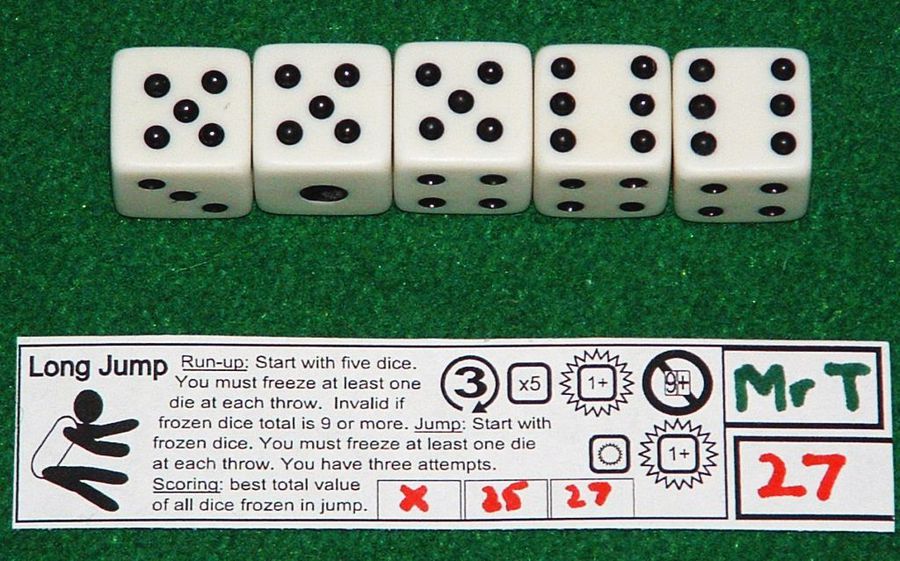 Long Jump Run-up: Start with five dice.
You must freeze at least one
die at each throw. Invalid if
frozen dice total is 9 or more. Jump: Start with
frozen dice. You must freeze at least one die
at each throw. You have three attempts.
Scoring: best total value
of all dice frozen in jump.
X 25 27
3 x5 1+ 9+
1+
Mr T
27